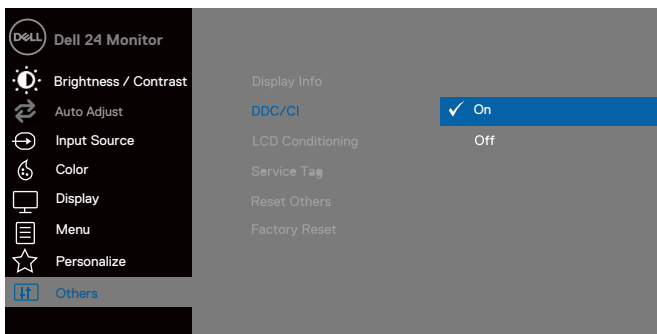 DELL Dell 24 Monitor
Brightness / Contrast Display Info
Auto Adjust DDC/CI On
Input Source LCD Conditioning Off
Color Service Tag
Display Reset Others
Menu Factory Reset
Personalize
Others